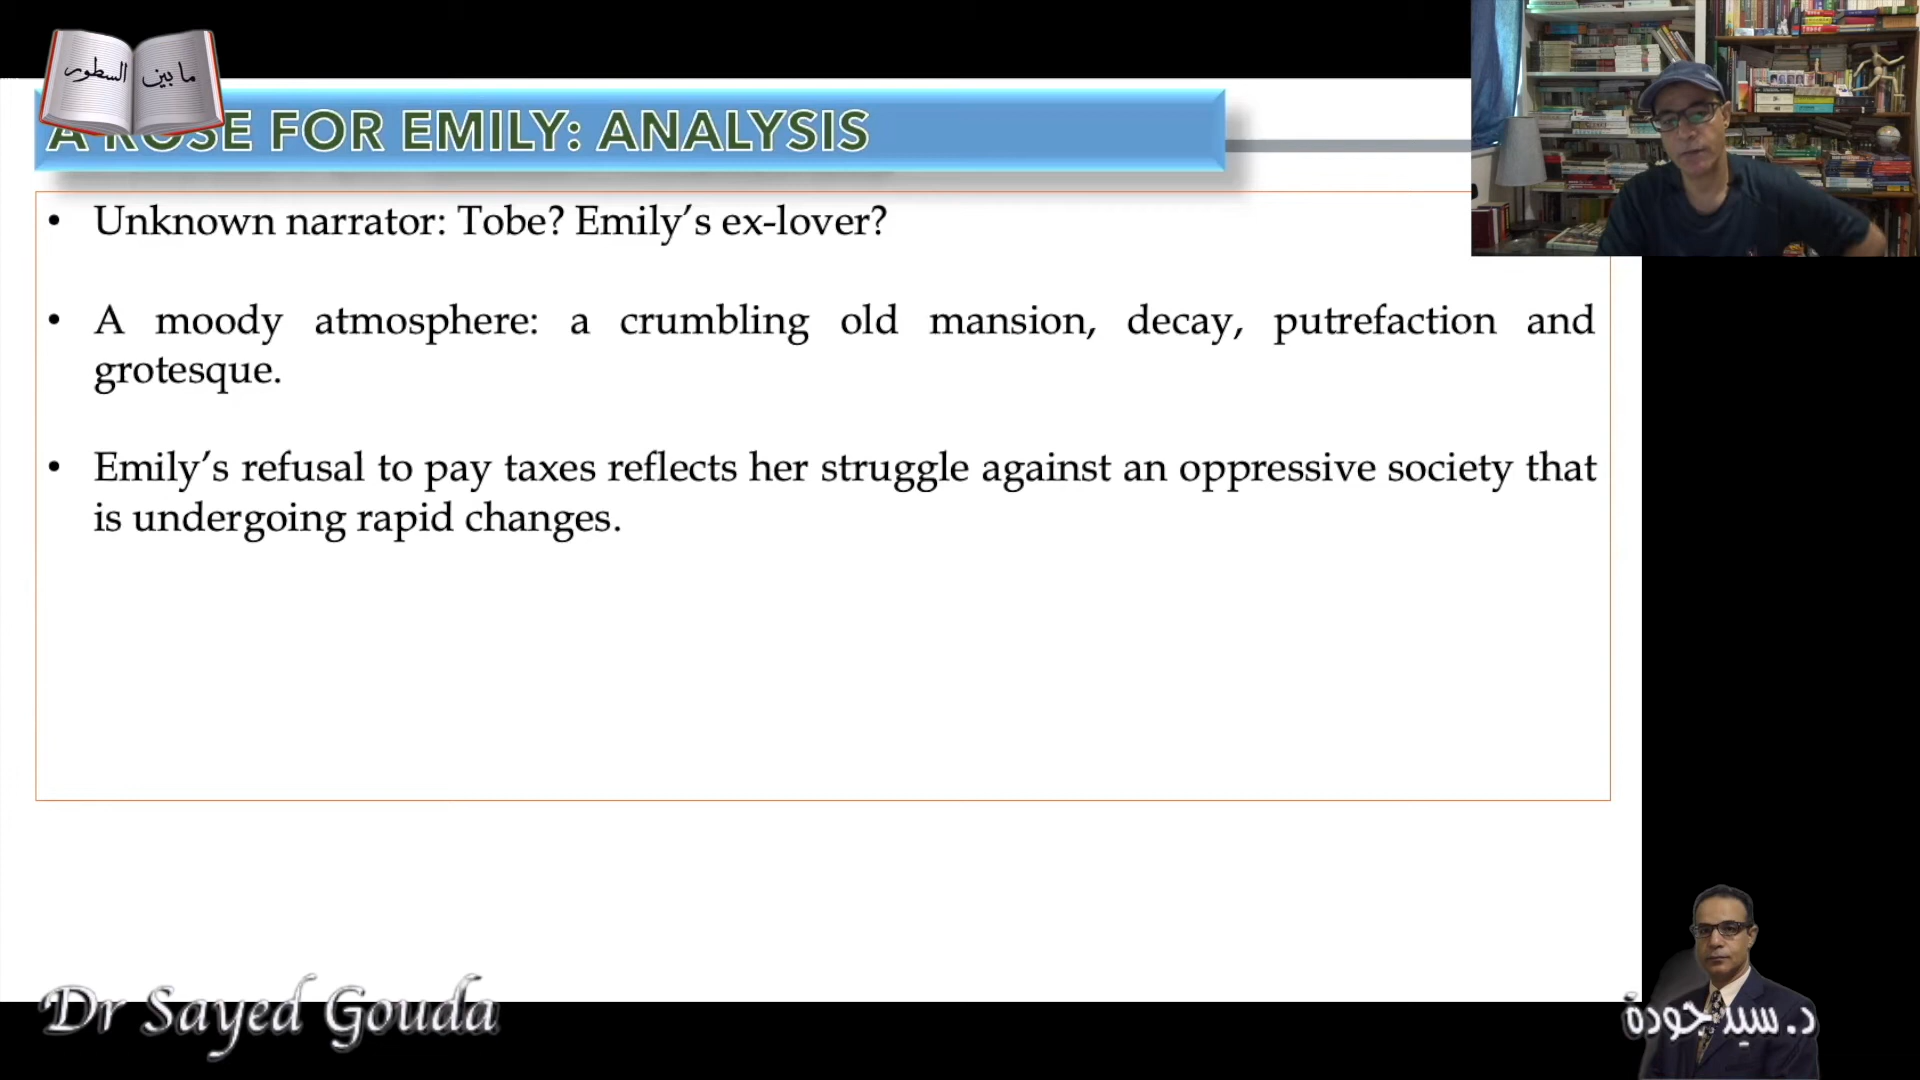 ما بين السطور
A ROSE FOR EMILY: ANALYSIS
• Unknown narrator: Tobe? Emily’s ex-lover?
• A moody atmosphere: a crumbling old mansion, decay, putrefaction and
grotesque.
• Emily’s refusal to pay taxes reflects her struggle against an oppressive society that
is undergoing rapid changes.
Dr Sayed Gouda
د. سيد جودة